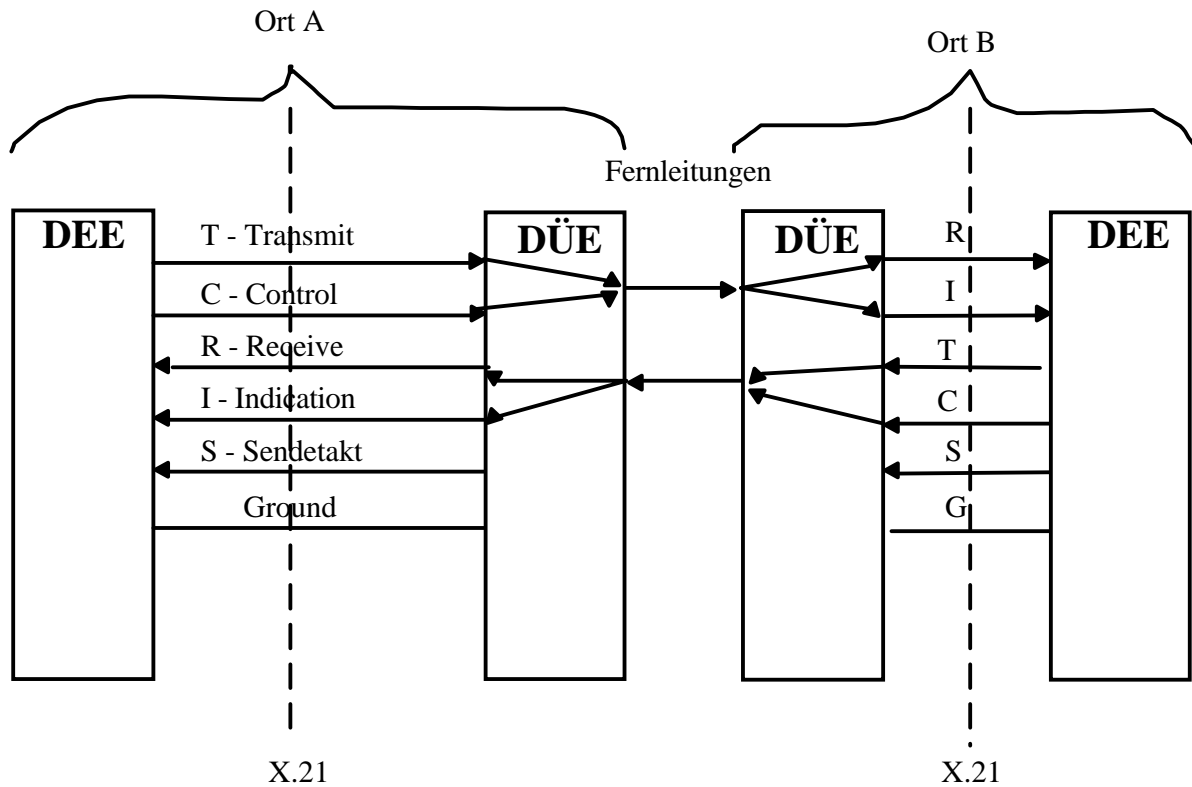 Ort A
Ort B
Fernleitungen
DEE
DÜE
DÜE
DEE
T - Transmit
C - Control
R - Receive
I - Indication
S - Sendetakt
Ground
R
I
T
C
S
G
X.21
X.21